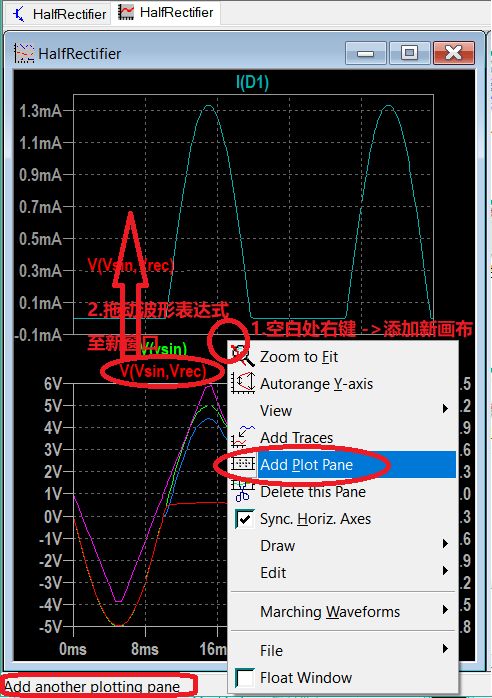 HalfRectifier
HalfRectifier
HalfRectifier
I(D1)
1.3mA
1.1mA
0.9mA
0.7mA
0.5mA
0.3mA
0.1mA
-0.1mA
V(Vsin,Vrec)
2.拖动波形表达式
至新窗口
1.空白处右键 ->添加新画布
V(vsin)
V(Vsin,Vrec)
6V
5V
4V
3V
2V
1V
0V
-1V
-2V
-3V
-4V
-5V
0ms
8ms
16m
Zoom to Fit
Autorange Y-axis
View
Add Traces
Add Plot Pane
Delete this Pane
Sync. Horiz. Axes
Draw
Edit
Marching Waveforms
File
Float Window
.5
.2
.9
.6
.3
.0
.3
.6
.9
.2
.5
.8
Add another plotting pane